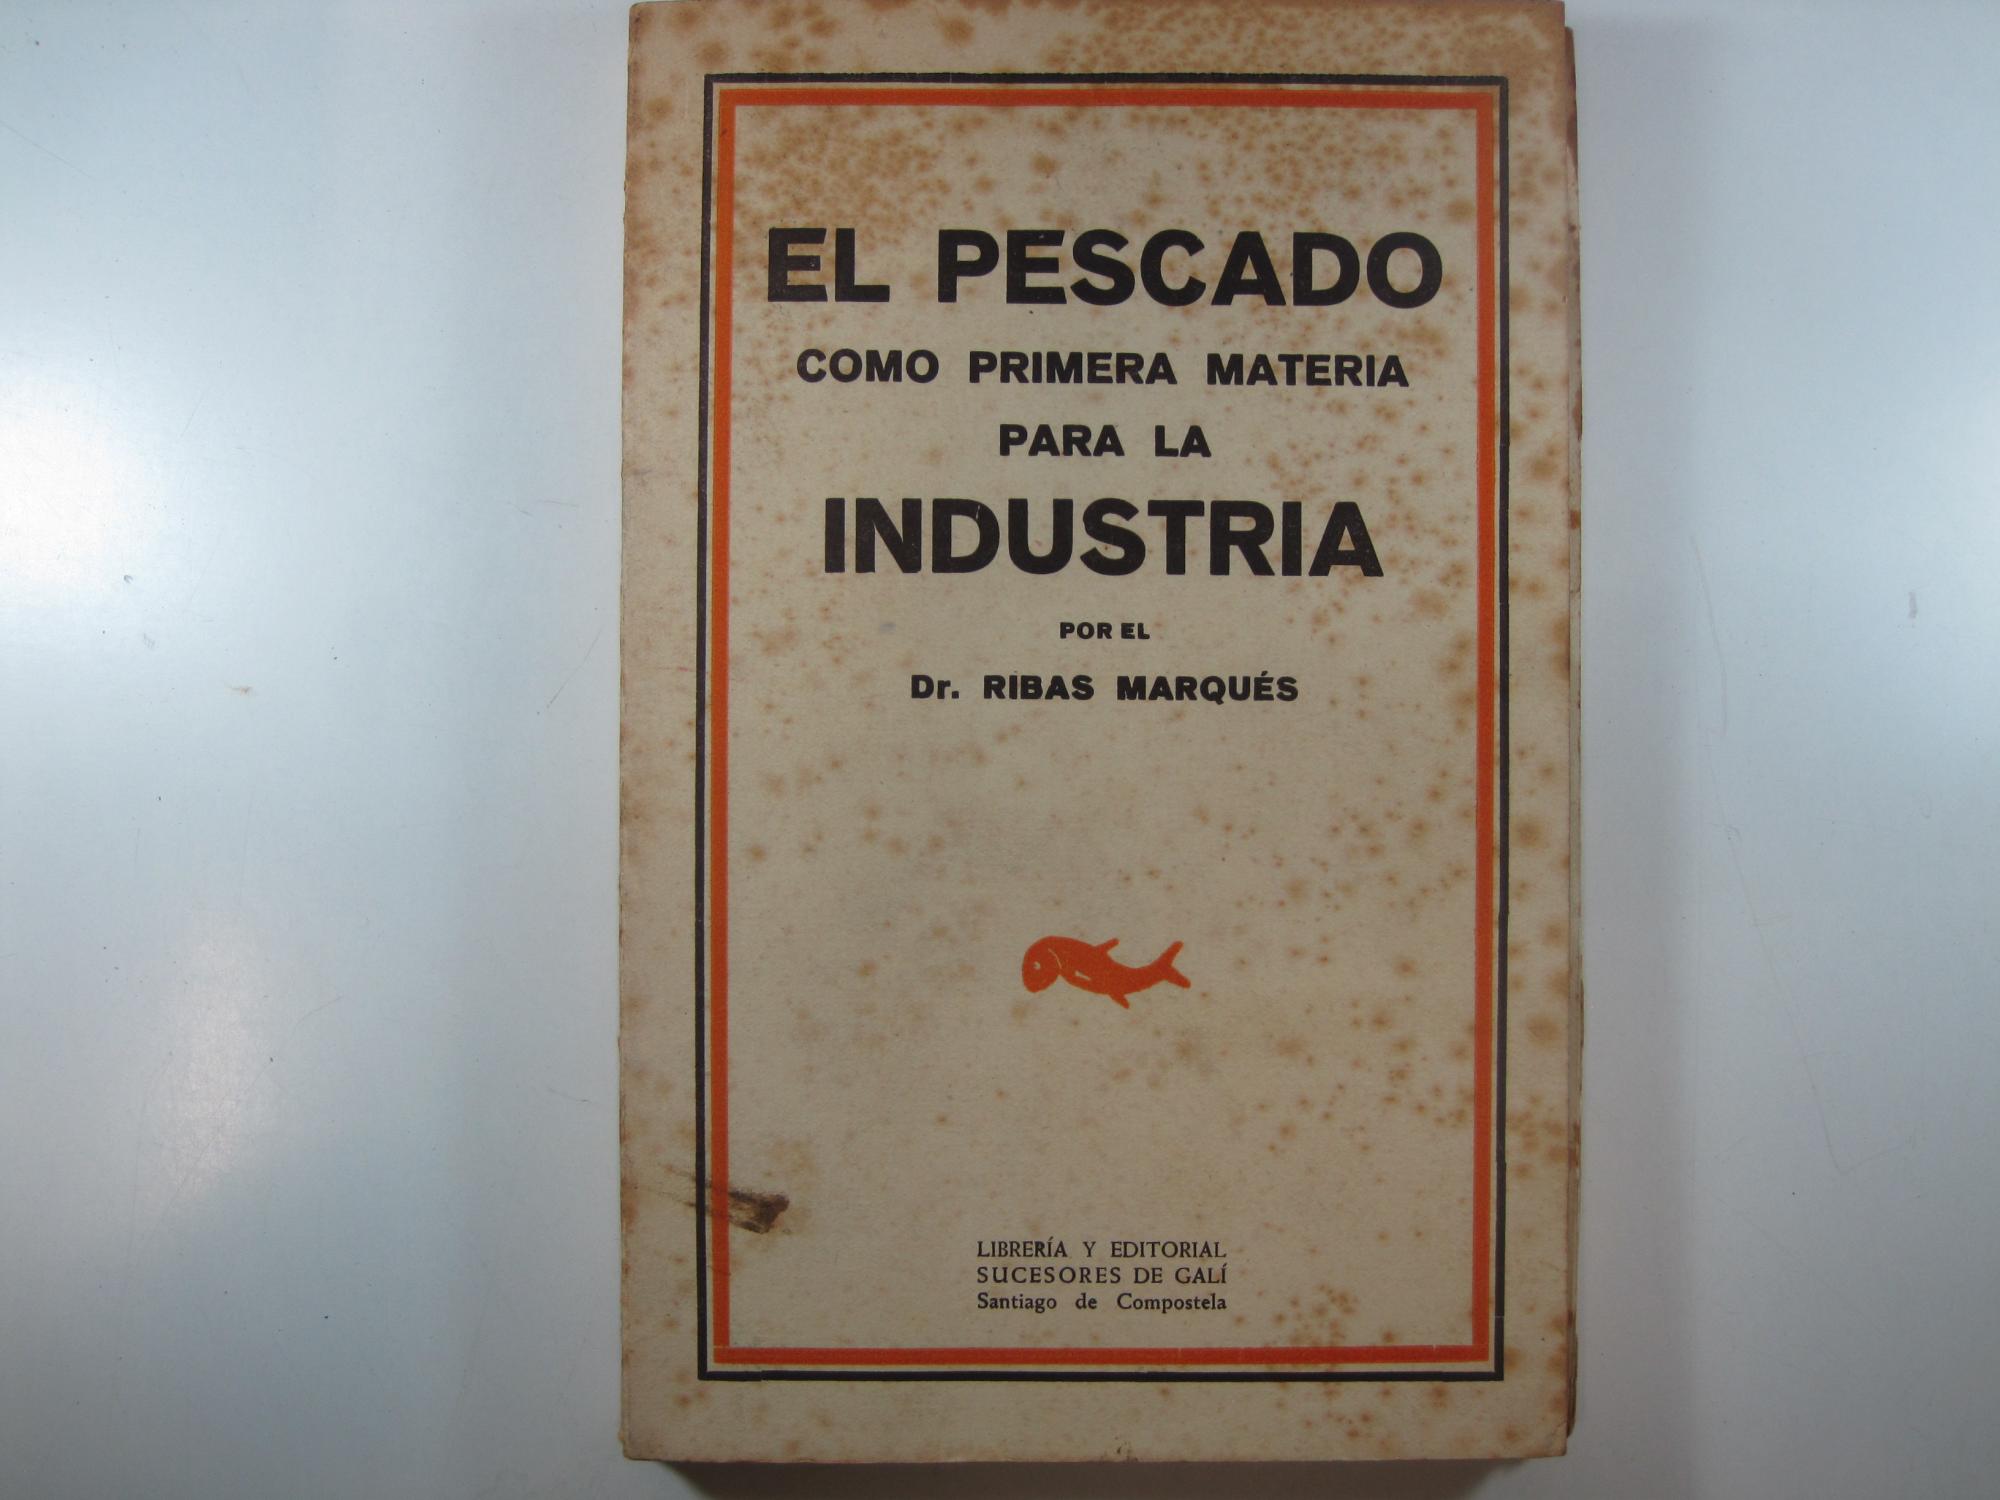 EL PESCADO
COMO PRIMERA MATERIA
PARA LA
INDUSTRIA
POR EL
Dr. RIBAS MARQUÉS
LIBRERÍA Y EDITORIAL
SUCESORES DE GALÍ
Santiago de Compostela